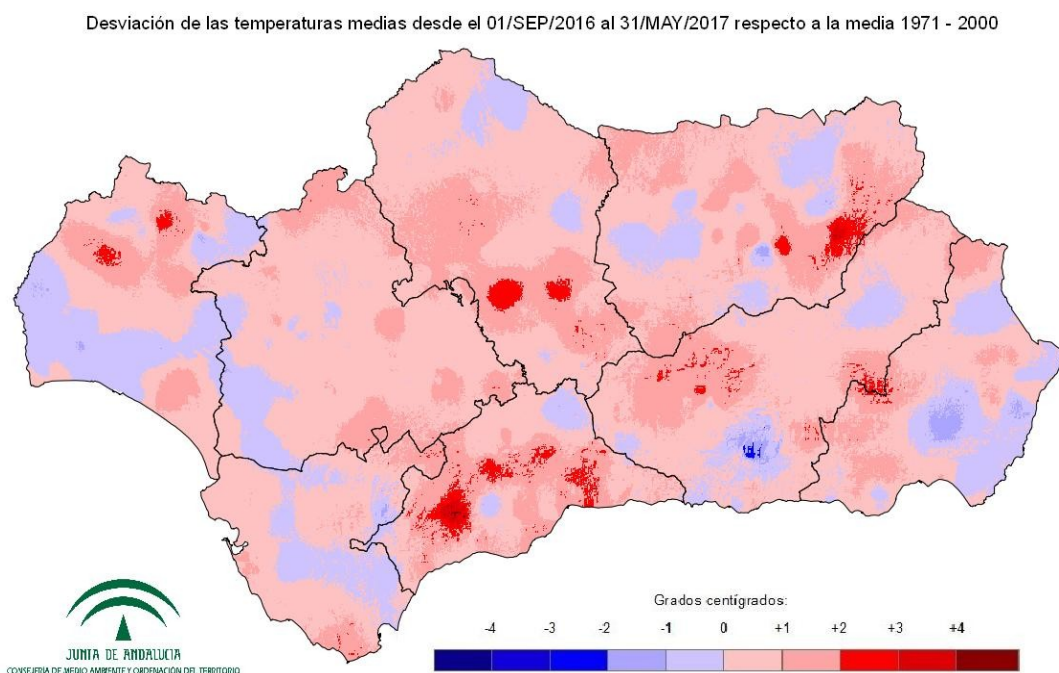 Desviación de las temperaturas medias desde el 01/SEP/2016 al 31/MAY/2017 respecto a la media 1971 - 2000
Grados centígrados:
-4 -3 -2 -1 0 +1 +2 +3 +4
JUNTA DE ANDALUCIA
CONSEJERÍA DE MEDIO AMBIENTE Y ORDENACIÓN DEL TERRITORIO